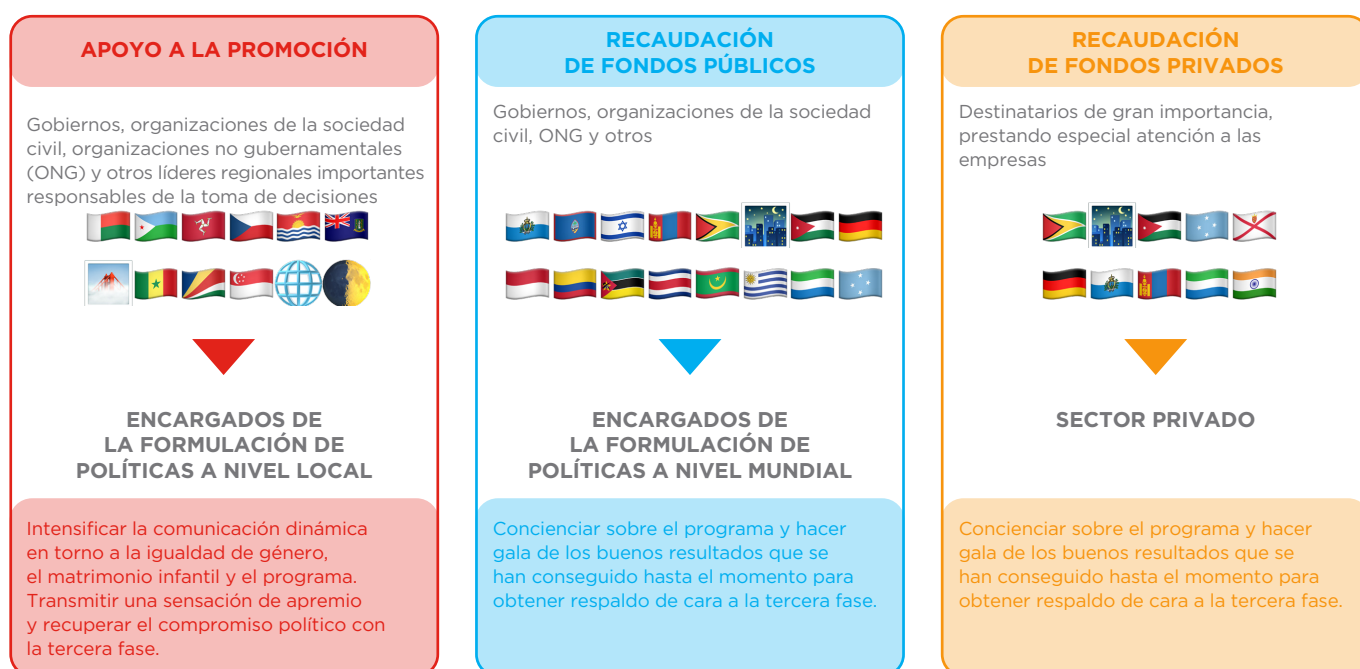 APOYO A LA PROMOCIÓN
Gobiernos, organizaciones de la sociedad
civil, organizaciones no gubernamentales
(ONG) y otros líderes regionales importantes
responsables de la toma de decisiones
ENCARGADOS DE
LA FORMULACIÓN DE
POLÍTICAS A NIVEL LOCAL
Intensificar la comunicación dinámica
en torno a la igualdad de género,
el matrimonio infantil y el programa.
Transmitir una sensación de apremio
y recuperar el compromiso político con
la tercera fase.
RECAUDACIÓN
DE FONDOS PÚBLICOS
Gobiernos, organizaciones de la sociedad
civil, ONG y otros
ENCARGADOS DE
LA FORMULACIÓN DE
POLÍTICAS A NIVEL MUNDIAL
Concienciar sobre el programa y hacer
gala de los buenos resultados que se
han conseguido hasta el momento para
obtener respaldo de cara a la tercera fase.
RECAUDACIÓN
DE FONDOS PRIVADOS
Destinatarios de gran importancia,
prestando especial atención a las
empresas
SECTOR PRIVADO
Concienciar sobre el programa y hacer
gala de los buenos resultados que se
han conseguido hasta el momento para
obtener respaldo de cara a la tercera fase.